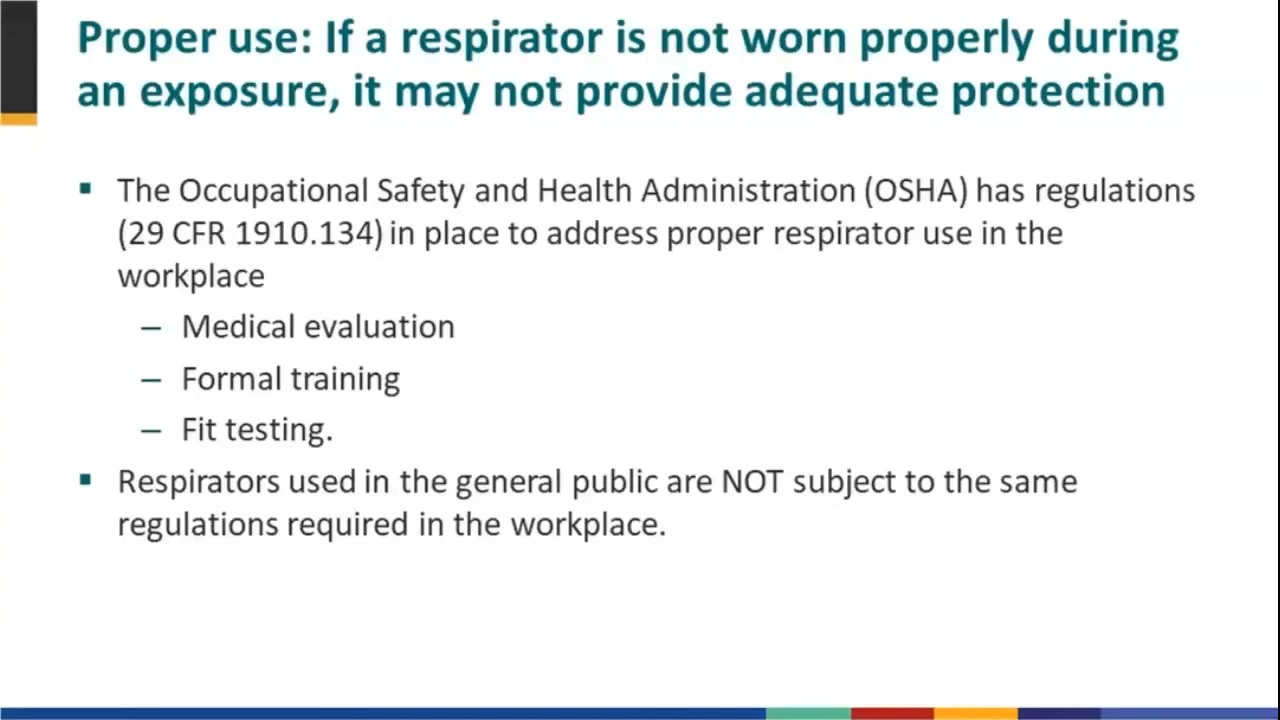 Proper use: If a respirator is not worn properly during
an exposure, it may not provide adequate protection
▪ The Occupational Safety and Health Administration (OSHA) has regulations
(29 CFR 1910.134) in place to address proper respirator use in the
workplace
– Medical evaluation
– Formal training
– Fit testing.
▪ Respirators used in the general public are NOT subject to the same
regulations required in the workplace.